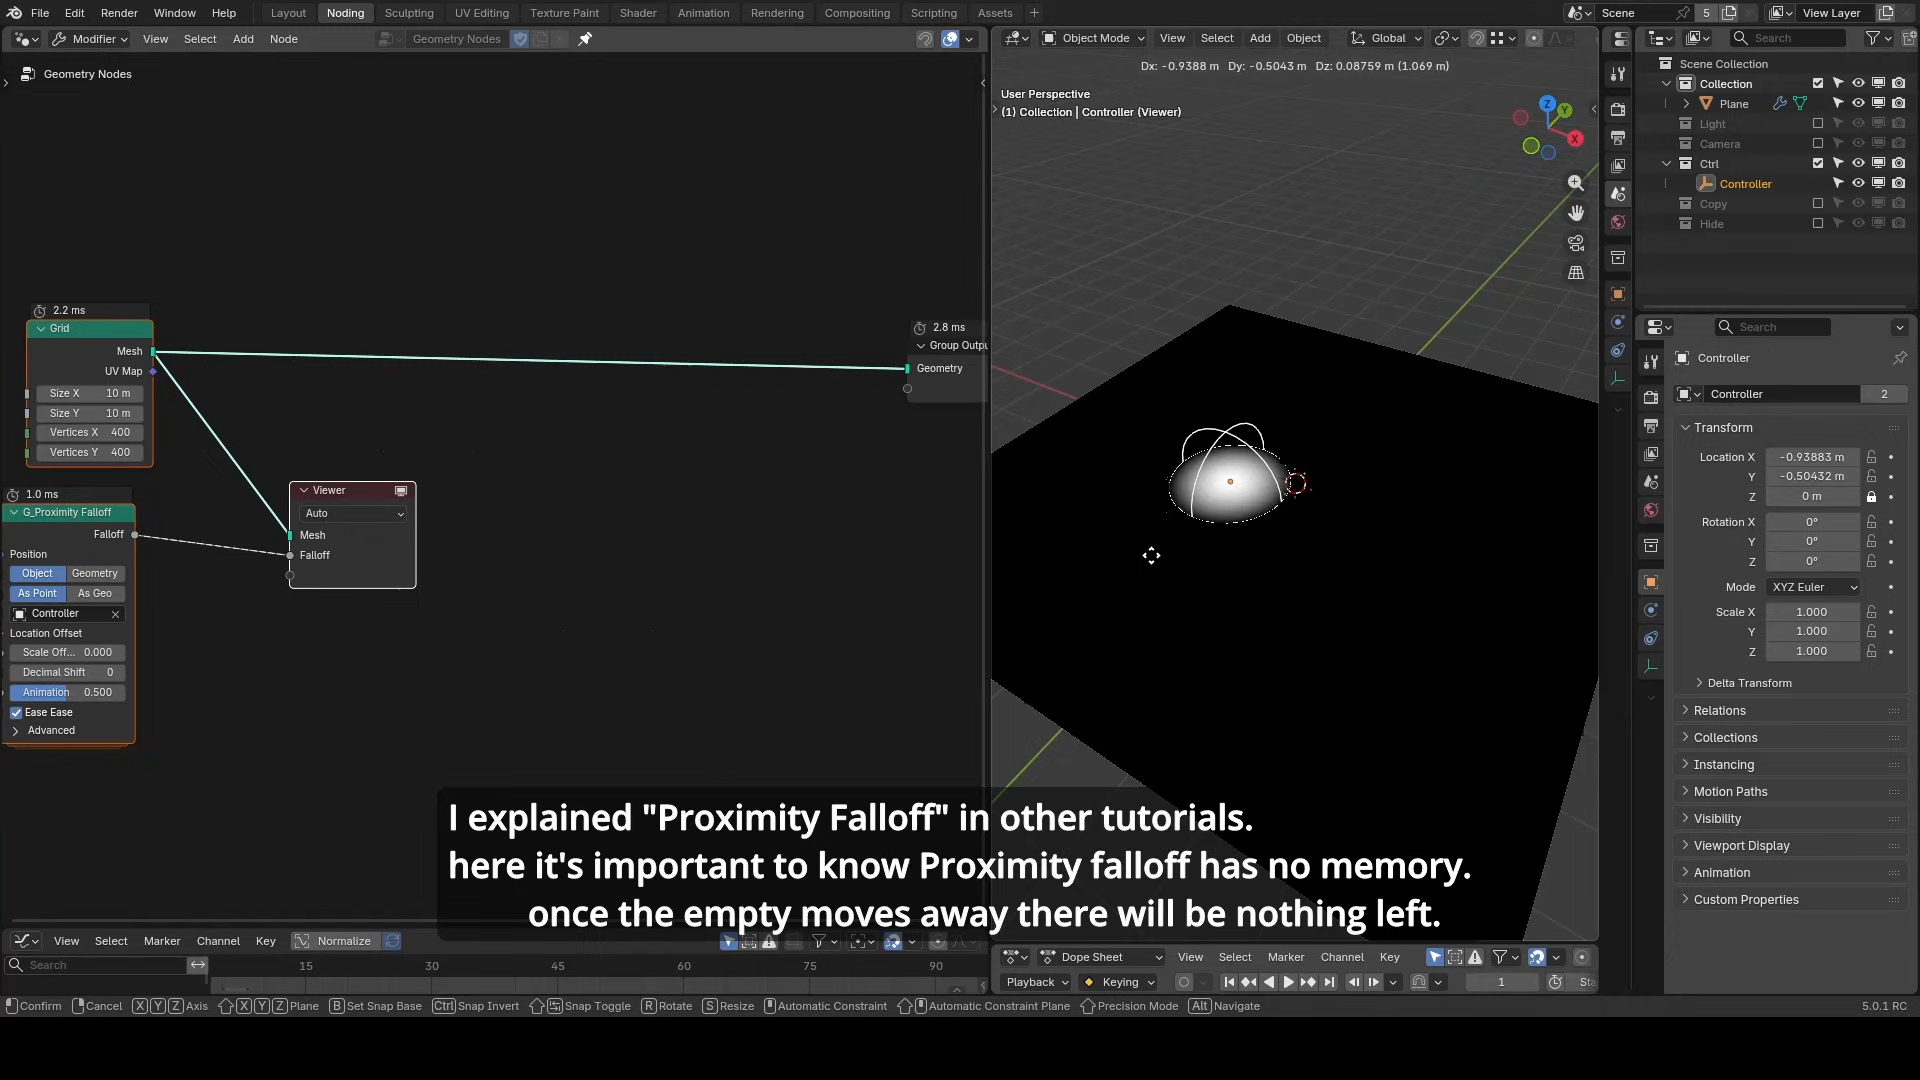 File Edit Render Window Help Layout Noding Sculpting UV Editing Texture Paint Shader Animation Rendering Compositing Scripting Assets + Scene 5 View Layer
Modifier View Select Add Node Geometry Nodes
Object Mode View Select Add Object Global
Search
Geometry Nodes
Dx: -0.9388 m Dy: -0.5043 m Dz: 0.08759 m (1.069 m)
User Perspective
(1) Collection | Controller (Viewer)
Z
Y
X
Scene Collection
Collection
Plane
Light
Camera
Ctrl
Controller
Copy
Hide
2.2 ms
Grid
Mesh
UV Map
Size X 10 m
Size Y 10 m
Vertices X 400
Vertices Y 400
2.8 ms
Group Outpu
Geometry
1.0 ms
G_Proximity Falloff
Falloff
Position
Object Geometry
As Point As Geo
Controller
Location Offset
Scale Off... 0.000
Decimal Shift 0
Animation 0.500
Ease Ease
Advanced
Viewer
Auto
Mesh
Falloff
Search
Controller
Controller 2
Transform
Location X -0.93883 m
Y -0.50432 m
Z 0 m
Rotation X 0°
Y 0°
Z 0°
Mode XYZ Euler
Scale X 1.000
Y 1.000
Z 1.000
Delta Transform
Relations
Collections
Instancing
Motion Paths
Visibility
Viewport Display
Animation
Custom Properties
I explained "Proximity Falloff" in other tutorials.
here it's important to know Proximity falloff has no memory.
once the empty moves away there will be nothing left.
View Select Marker Channel Key Normalize
Search 15 30 45 60 75 90
Dope Sheet View Select Marker Channel Key
Playback Keying 1 Sta
Confirm Cancel X Y Z Axis X Y Z Plane B Set Snap Base Ctrl Snap Invert Snap Toggle R Rotate S Resize Automatic Constraint Automatic Constraint Plane Precision Mode Alt Navigate 5.0.1 RC